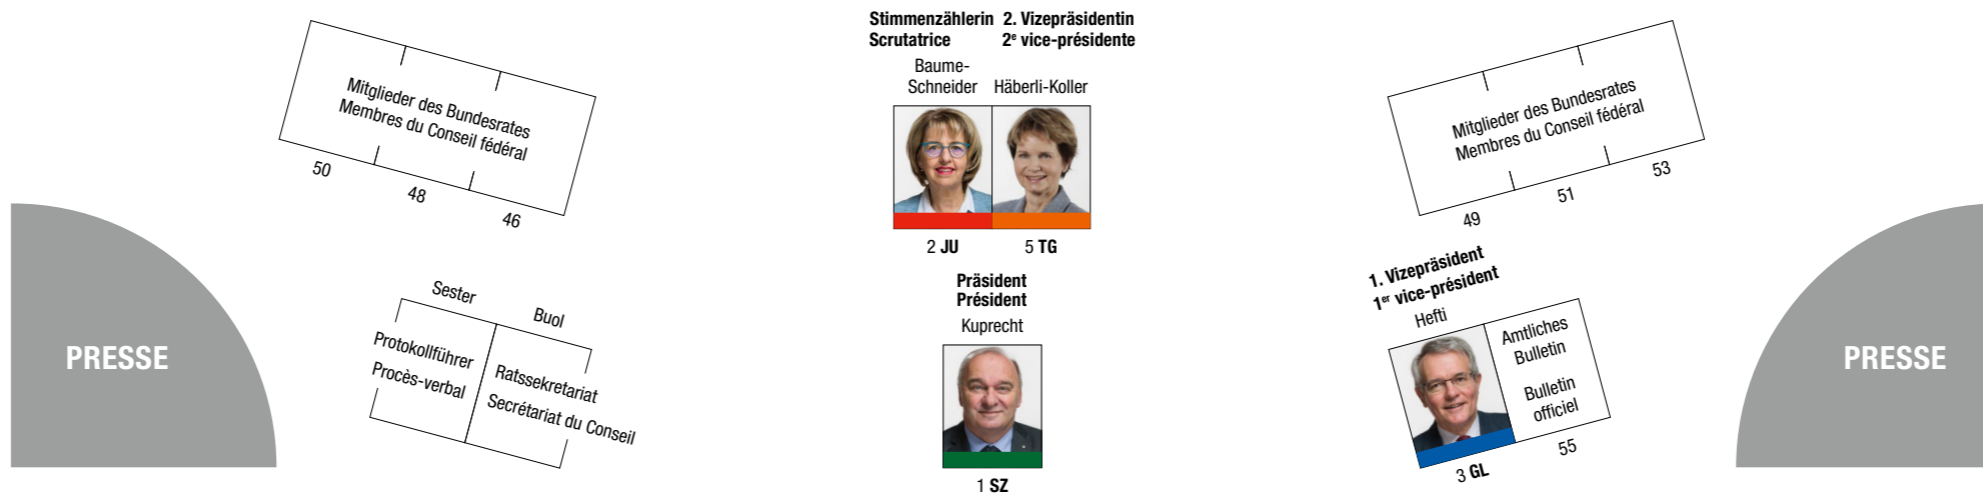 Mitglieder des Bundesrates
Membres du Conseil fédéral
50
48
46
PRESSE
Sester
Buol
Protokollführer
Procès-verbal
Ratssekretariat
Secrétariat du Conseil
Stimmenzählerin
Scrutatrice
2. Vizepräsidentin
2e vice-présidente
Baume-
Schneider
Häberli-Koller
2 JU
5 TG
Präsident
Président
Kuprecht
1 SZ
Mitglieder des Bundesrates
Membres du Conseil fédéral
49
51
53
1. Vizepräsident
1er vice-président
Hefti
Amtliches
Bulletin
Bulletin
officiel
3 GL
55
PRESSE